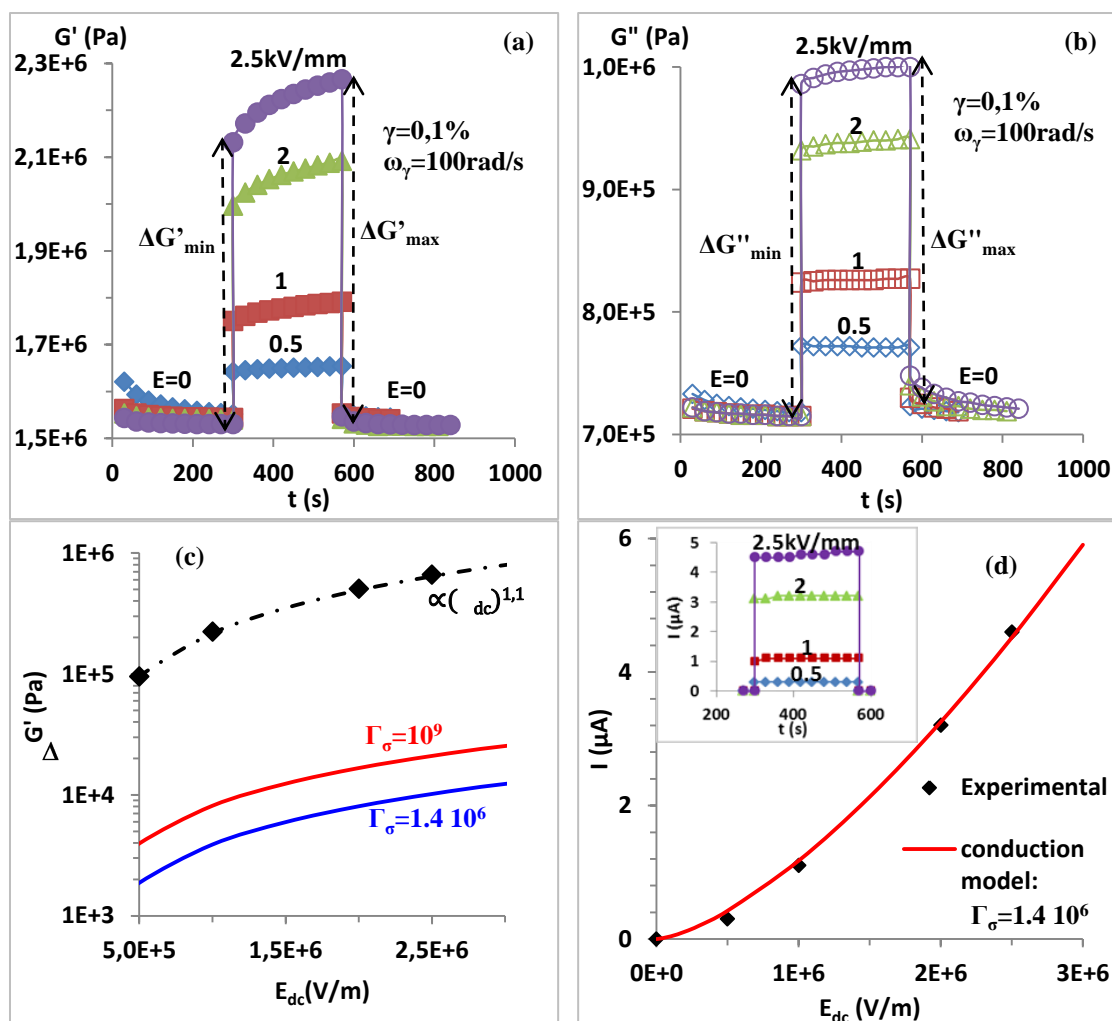 G' (Pa)
(a)
2,3E+6
2,1E+6
1,9E+6
1,7E+6
1,5E+6
2.5kV/mm
γ=0,1%
ω_γ=100rad/s
2
ΔG'min
ΔG'max
1
0.5
E=0
E=0
0 200 400 600 800 1000
t (s)
G" (Pa)
(b)
1,0E+6
9,0E+5
8,0E+5
7,0E+5
2.5kV/mm
γ=0,1%
ω_γ=100rad/s
2
ΔG"min
ΔG"max
1
0.5
E=0
E=0
0 200 400 600 800 1000
t (s)
(c)
1E+6
1E+5
1E+4
1E+3
ΔG' (Pa)
∝( dc)^1,1
Γσ=10⁹
Γσ=1.4 10⁶
5,0E+5 1,5E+6 2,5E+6
Edc(V/m)
(d)
6
4
2
0
I (µA)
5
4
3
2
1
0
I (µA)
2.5kV/mm
2
1
0.5
200 400 600
t (s)
Experimental
conduction
model:
Γσ=1.4 10⁶
0E+0 1E+6 2E+6 3E+6
Edc (V/m)